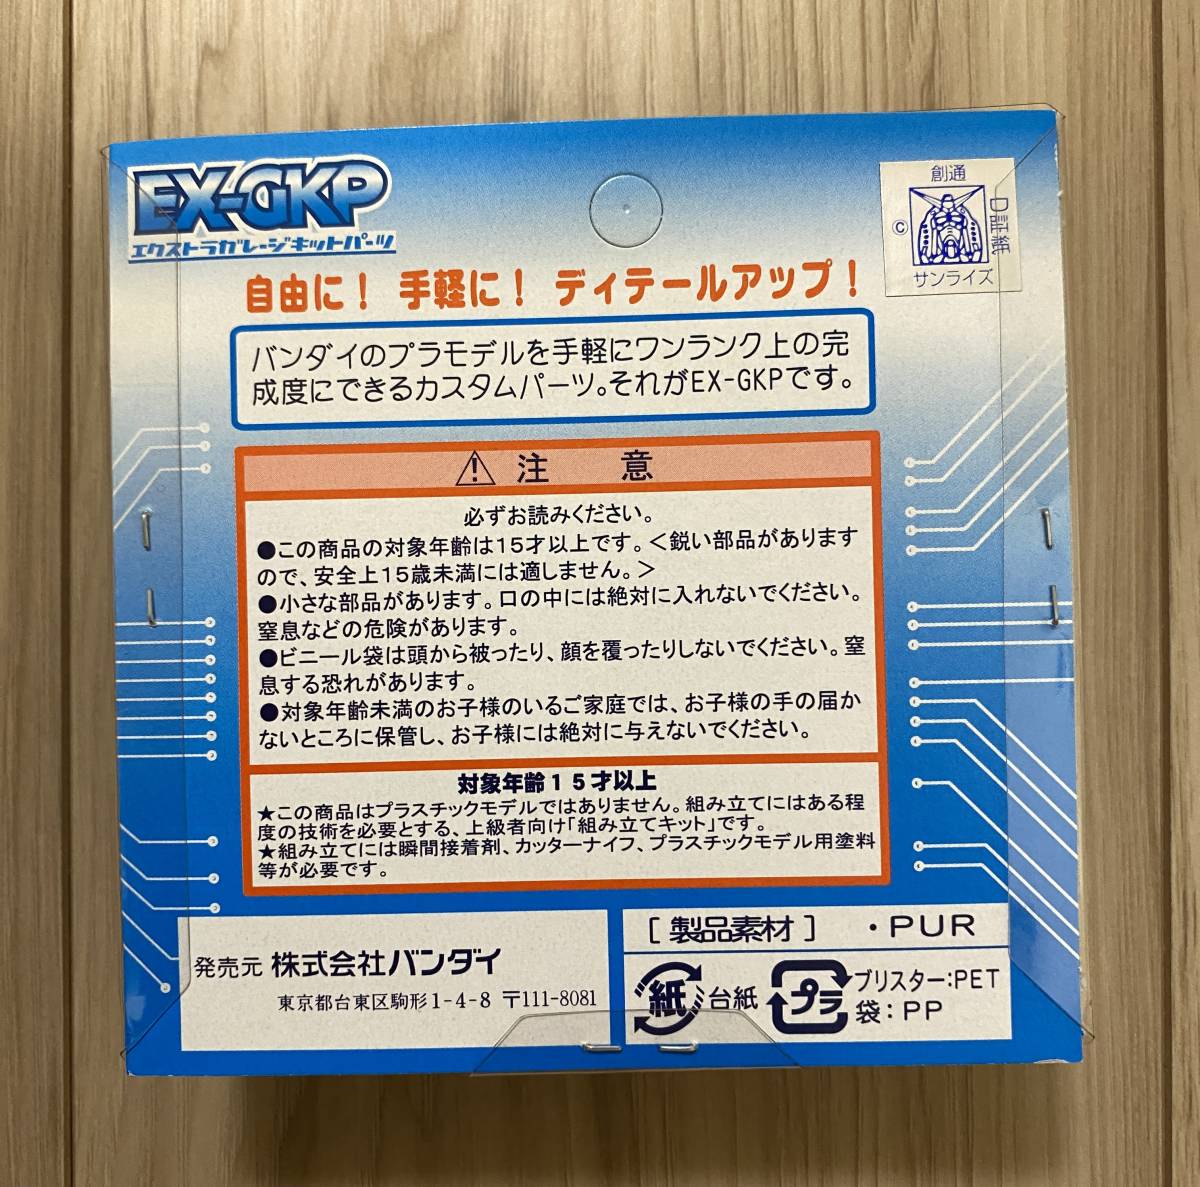 EX-GKP
エクストラガレージキットパーツ
創通
©
サンライズ
D証紙
自由に！ 手軽に！ ディテールアップ！
バンダイのプラモデルを手軽にワンランク上の完
成度にできるカスタムパーツ。それがEX-GKPです。
注 意
必ずお読みください。
●この商品の対象年齢は15才以上です。＜鋭い部品があります
ので、安全上15歳未満には適しません。＞
●小さな部品があります。口の中には絶対に入れないでください。
窒息などの危険があります。
●ビニール袋は頭から被ったり、顔を覆ったりしないでください。窒
息する恐れがあります。
●対象年齢未満のお子様のいるご家庭では、お子様の手の届か
ないところに保管し、お子様には絶対に与えないでください。
対象年齢15才以上
★この商品はプラスチックモデルではありません。組み立てにはある程
度の技術を必要とする、上級者向け「組み立てキット」です。
★組み立てには瞬間接着剤、カッターナイフ、プラスチックモデル用塗料
等が必要です。
発売元 株式会社バンダイ
東京都台東区駒形1-4-8 〒111-8081
［製品素材］ ・PUR
紙 台紙
プラ ブリスター：PET
袋：PP